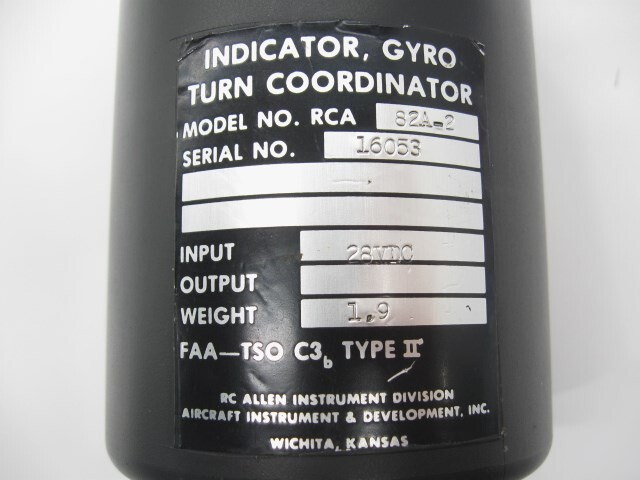 INDICATOR, GYRO
TURN COORDINATOR
MODEL NO. RCA 82A-2
SERIAL NO. 16053
INPUT 28VDC
OUTPUT
WEIGHT 1.9
FAA—TSO C3b TYPE II
RC ALLEN INSTRUMENT DIVISION
AIRCRAFT INSTRUMENT & DEVELOPMENT, INC.
WICHITA, KANSAS